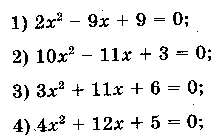 1) 2x² − 9x + 9 = 0;
2) 10x² − 11x + 3 = 0;
3) 3x² + 11x + 6 = 0;
4) 4x² + 12x + 5 = 0;